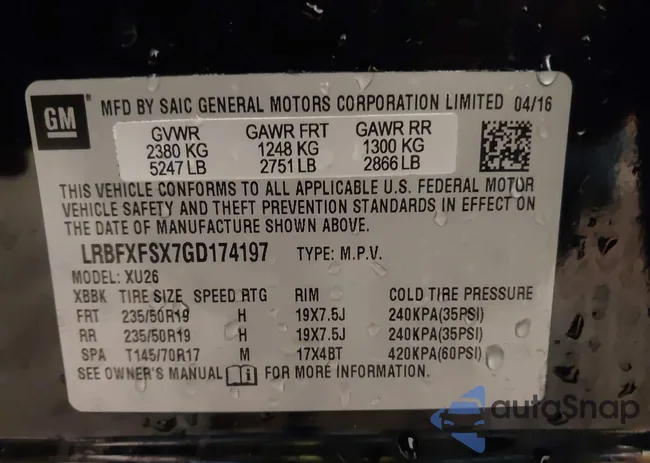 GM
MFD BY SAIC GENERAL MOTORS CORPORATION LIMITED 04/16
GVWR GAWR FRT GAWR RR
2380 KG 1248 KG 1300 KG
5247 LB 2751 LB 2866 LB
THIS VEHICLE CONFORMS TO ALL APPLICABLE U.S. FEDERAL MOTOR
VEHICLE SAFETY AND THEFT PREVENTION STANDARDS IN EFFECT ON
THE DATE OF MANUFACTURE SHOWN ABOVE.
LRBFXFSX7GD174197 TYPE: M.P.V.
MODEL: XU26
XBBK TIRE SIZE SPEED RTG RIM COLD TIRE PRESSURE
FRT 235/50R19 H 19X7.5J 240KPA(35PSI)
RR 235/50R19 H 19X7.5J 240KPA(35PSI)
SPA T145/70R17 M 17X4BT 420KPA(60PSI)
SEE OWNER'S MANUAL FOR MORE INFORMATION.
autoSnap